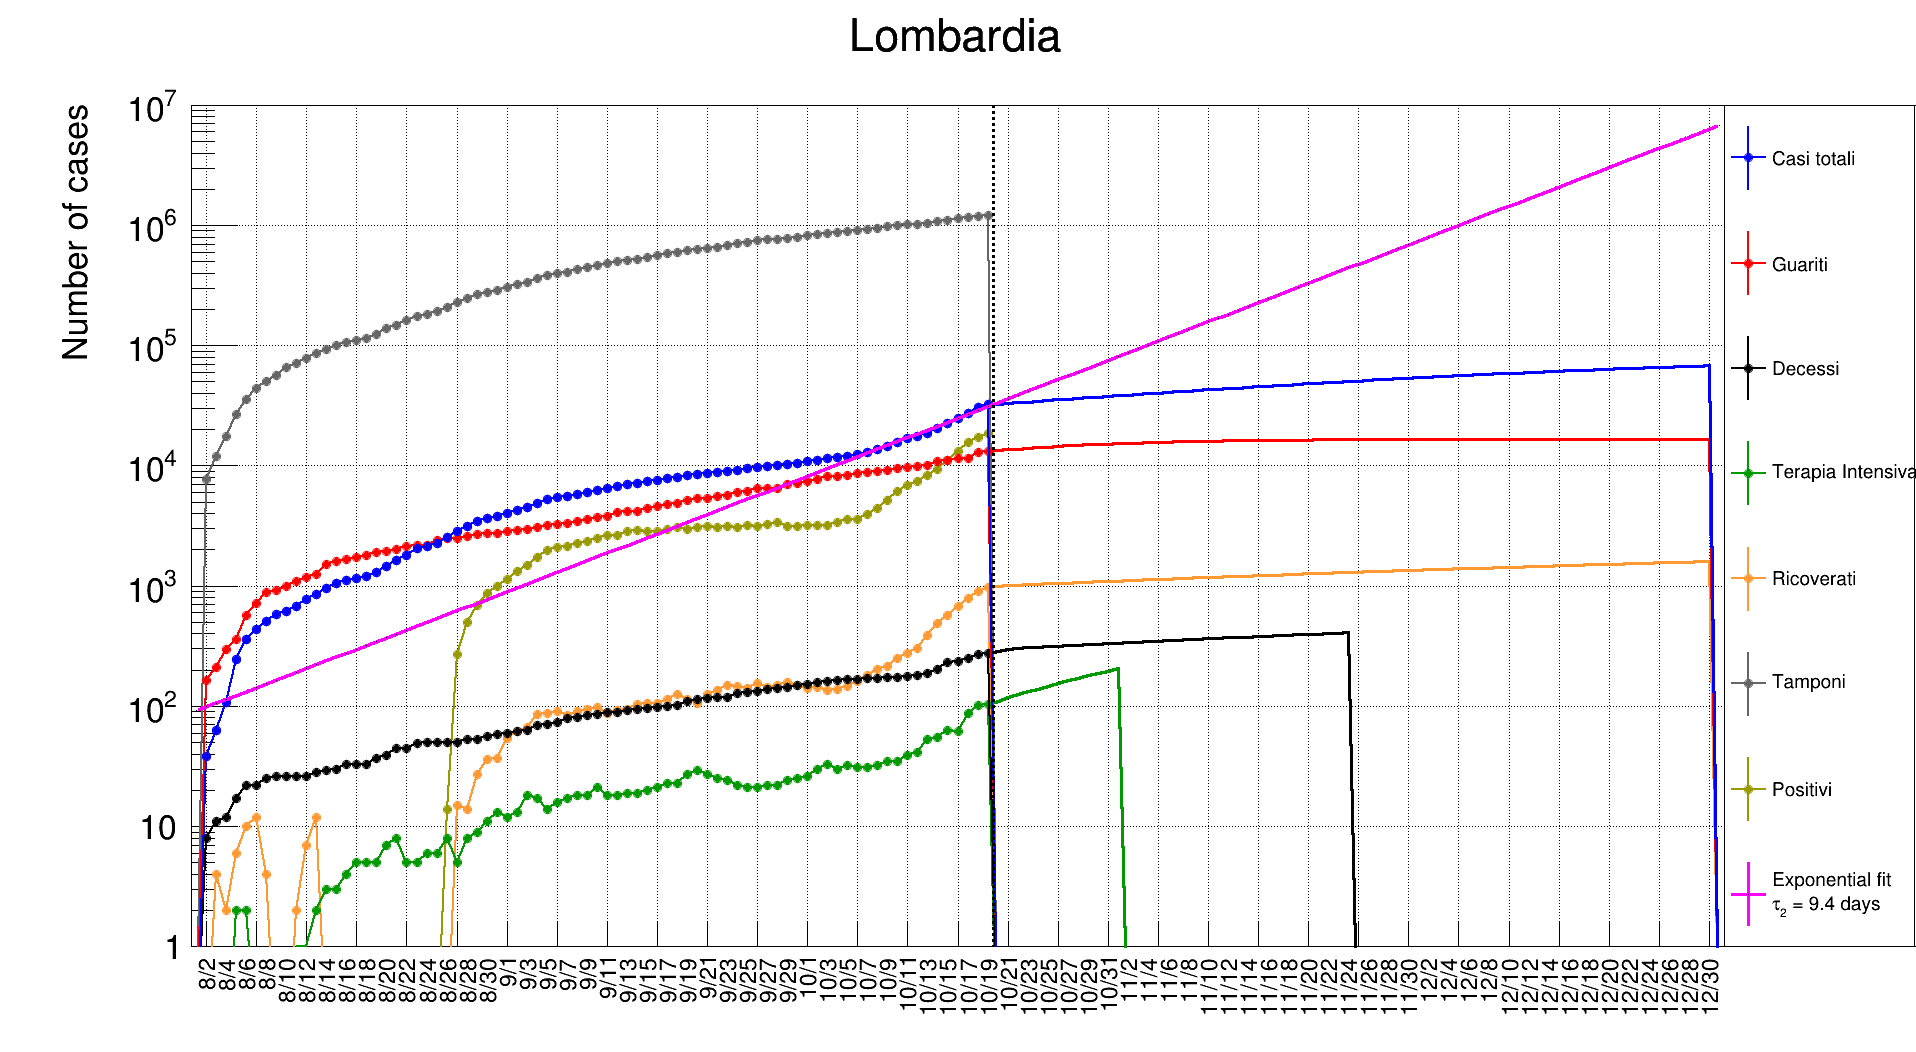 Lombardia
Number of cases
10^7
10^6
10^5
10^4
10^3
10^2
10
1
8/2 8/4 8/6 8/8 8/10 8/12 8/14 8/16 8/18 8/20 8/22 8/24 8/26 8/28 8/30 9/1 9/3 9/5 9/7 9/9 9/11 9/13 9/15 9/17 9/19 9/21 9/23 9/25 9/27 9/29 10/1 10/3 10/5 10/7 10/9 10/11 10/13 10/15 10/17 10/19 10/21 10/23 10/25 10/27 10/29 10/31 11/2 11/4 11/6 11/8 11/10 11/12 11/14 11/16 11/18 11/20 11/22 11/24 11/26 11/28 11/30 12/2 12/4 12/6 12/8 12/10 12/12 12/14 12/16 12/18 12/20 12/22 12/24 12/26 12/28 12/30
Casi totali
Guariti
Decessi
Terapia Intensiva
Ricoverati
Tamponi
Positivi
Exponential fit
τ₂ = 9.4 days